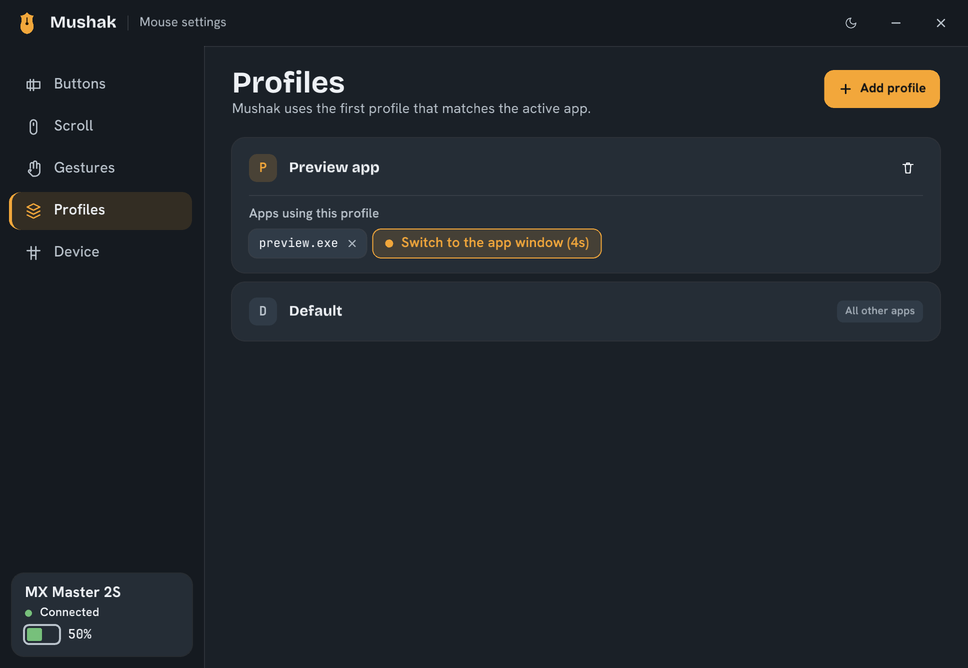 Mushak
Mouse settings
Buttons
Scroll
Gestures
Profiles
Device
MX Master 2S
Connected
50%
Profiles
Mushak uses the first profile that matches the active app.
+ Add profile
P Preview app
Apps using this profile
preview.exe × Switch to the app window (4s)
D Default All other apps